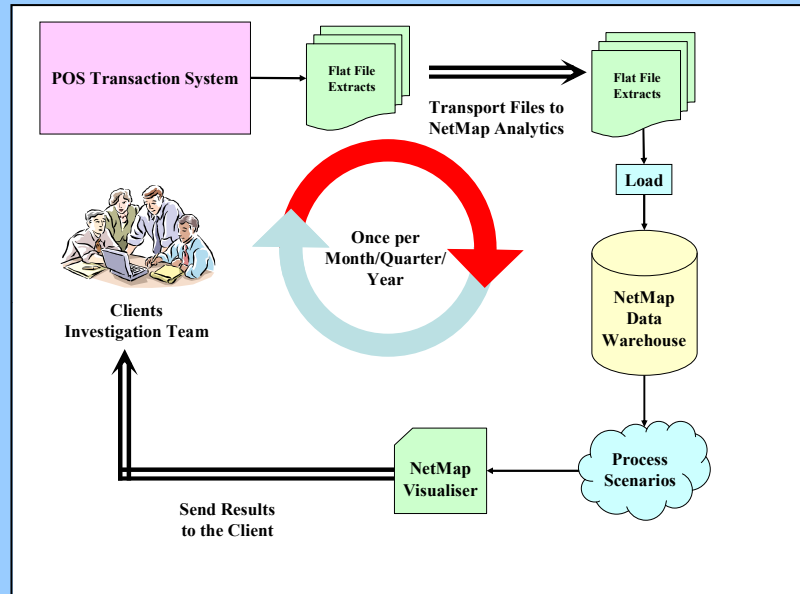 POS Transaction System
Flat File
Extracts
Transport Files to
NetMap Analytics
Flat File
Extracts
Load
Once per
Month/Quarter/
Year
NetMap
Data
Warehouse
Clients
Investigation Team
Process
Scenarios
NetMap
Visualiser
Send Results
to the Client